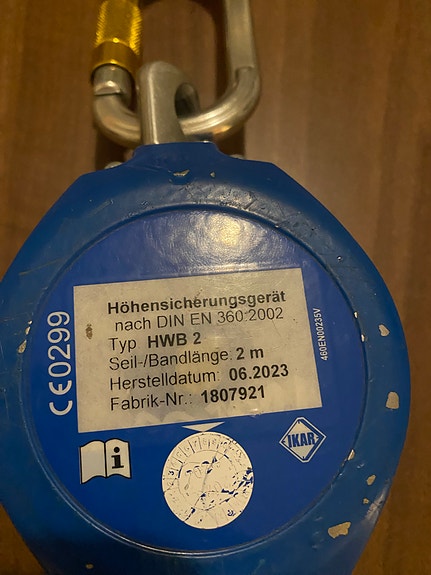 Höhensicherungsgerät
nach DIN EN 360:2002
Typ HWB 2
Seil-/Bandlänge: 2 m
Herstelldatum: 06.2023
Fabrik-Nr.: 1807921
CE0299
460EN00235V
i
IKAR